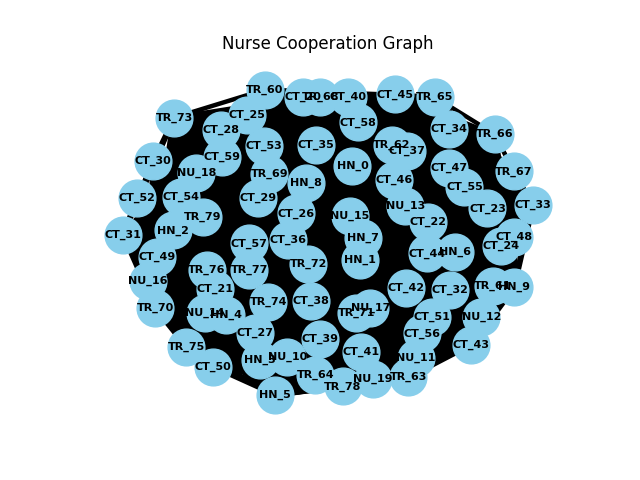 Nurse Cooperation Graph
TR_60
CT_20
TR_68
CT_40
CT_45
TR_65
TR_73
CT_25
CT_28
CT_58
CT_34
TR_66
CT_53
CT_35
TR_62
CT_37
CT_30
CT_59
NU_18
TR_69
HN_0
CT_47
TR_67
HN_8
CT_46
CT_55
CT_52
CT_54
CT_29
TR_79
CT_26
NU_15
NU_13
CT_22
CT_23
CT_33
CT_31
HN_2
CT_57
CT_36
HN_7
CT_48
CT_24
CT_49
CT_44
HN_6
HN_1
TR_72
TR_76
TR_77
NU_16
CT_21
CT_42
CT_32
TR_61
HN_9
TR_70
NU_14
HN_4
TR_74
CT_38
TR_71
NU_17
CT_51
NU_12
TR_75
CT_27
CT_39
CT_56
CT_43
CT_41
NU_11
CT_50
HN_3
NU_10
TR_64
TR_78
NU_19
TR_63
HN_5